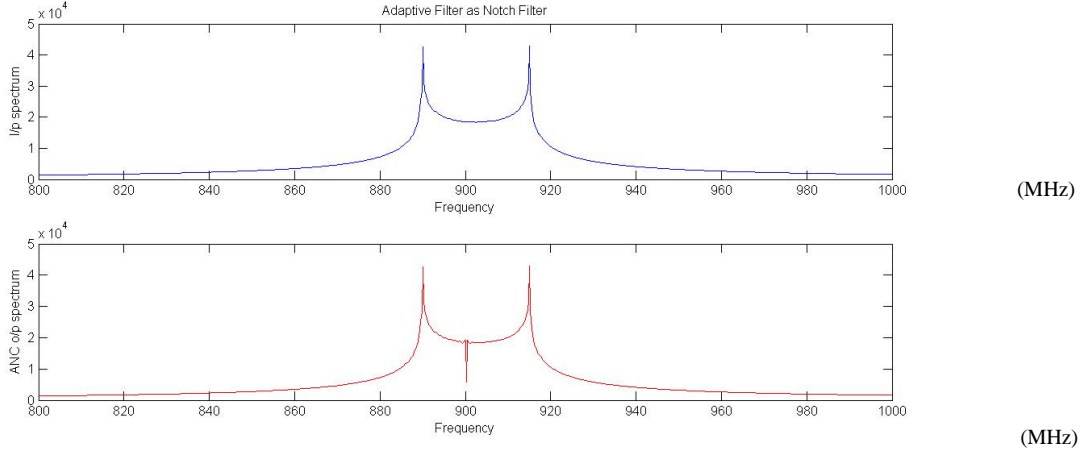 Adaptive Filter as Notch Filter
x 10^4
I/p spectrum
5
4
3
2
1
0
800 820 840 860 880 900 920 940 960 980 1000
Frequency
(MHz)
x 10^4
ANC o/p spectrum
5
4
3
2
1
0
800 820 840 860 880 900 920 940 960 980 1000
Frequency
(MHz)